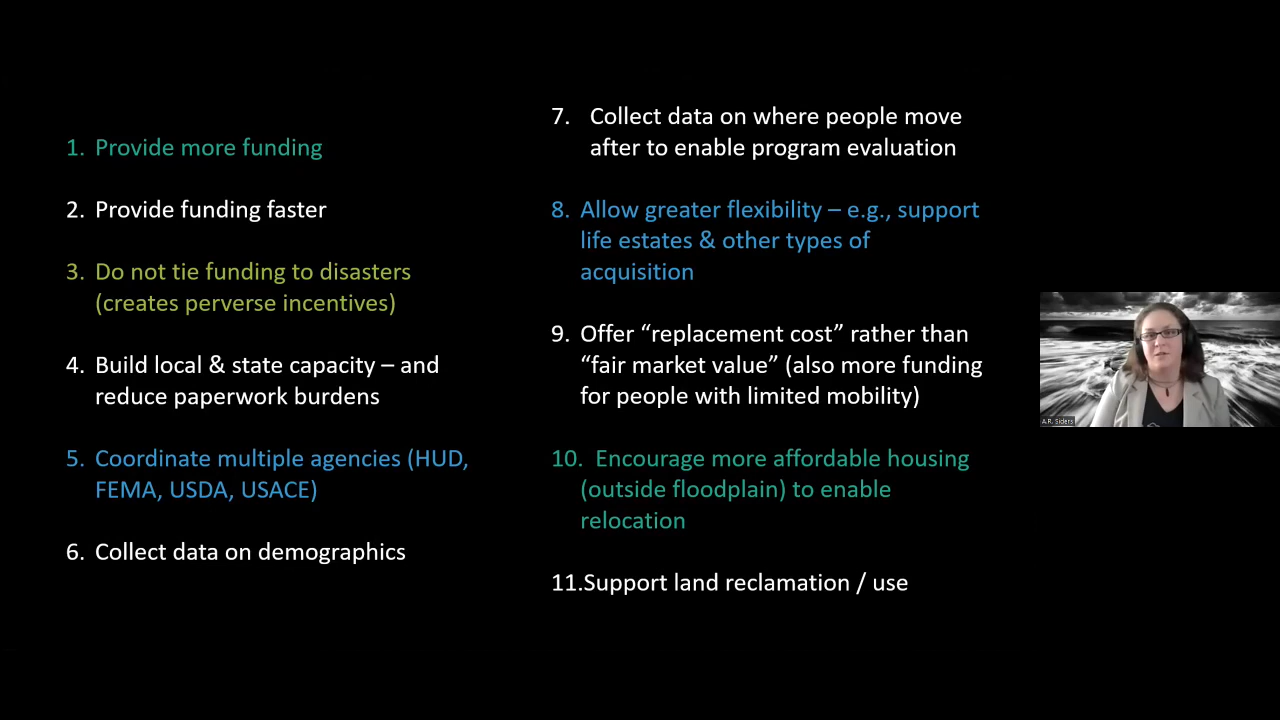 1. Provide more funding
2. Provide funding faster
3. Do not tie funding to disasters
(creates perverse incentives)
4. Build local & state capacity – and
reduce paperwork burdens
5. Coordinate multiple agencies (HUD,
FEMA, USDA, USACE)
6. Collect data on demographics
7. Collect data on where people move
after to enable program evaluation
8. Allow greater flexibility – e.g., support
life estates & other types of
acquisition
9. Offer “replacement cost” rather than
“fair market value” (also more funding
for people with limited mobility)
10. Encourage more affordable housing
(outside floodplain) to enable
relocation
11.Support land reclamation / use
A.R. Siders